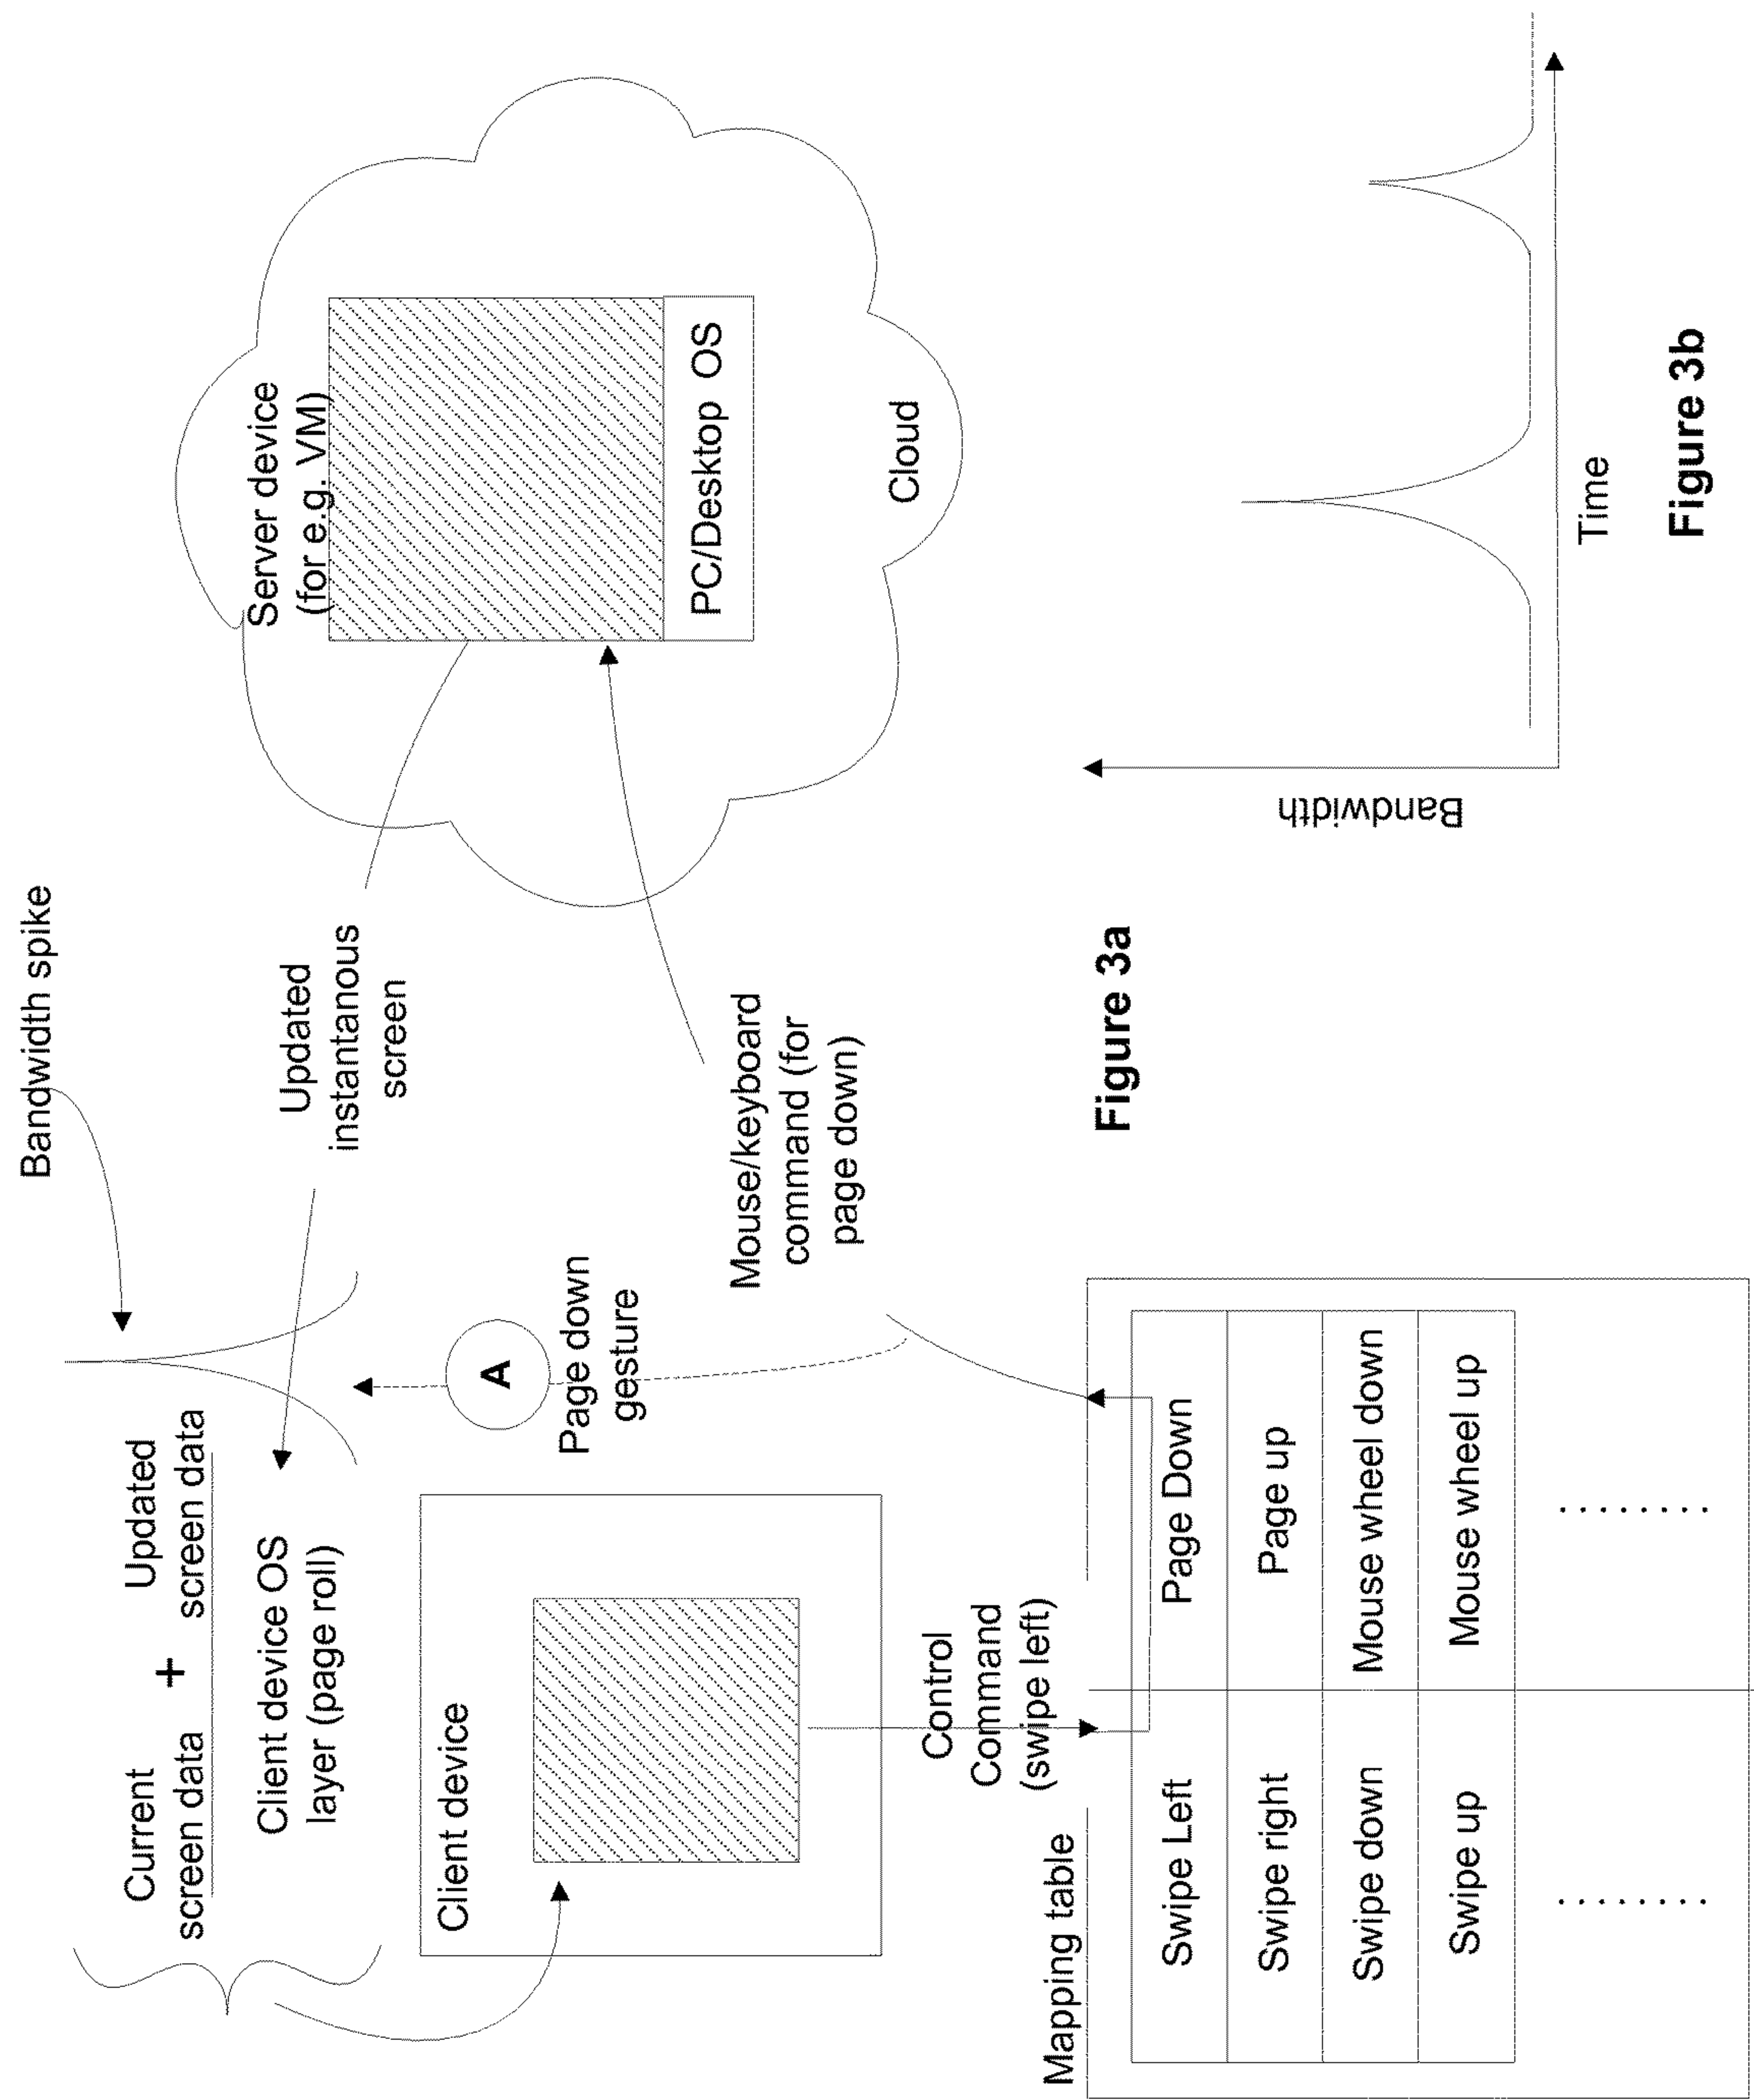 Bandwidth spike
Current
screen data
+
Updated
screen data
Client device OS
layer (page roll)
Updated
instantanous
screen
Server device
(for e.g. VM)
PC/Desktop OS
Cloud
Client device
A
Page down
gesture
Mouse/keyboard
command (for
page down)
Control
Command
(swipe left)
Mapping table
Swipe Left
Page Down
Swipe right
Page up
Swipe down
Mouse wheel down
Swipe up
Mouse wheel up
........
........
Figure 3a
Bandwidth
Time
Figure 3b